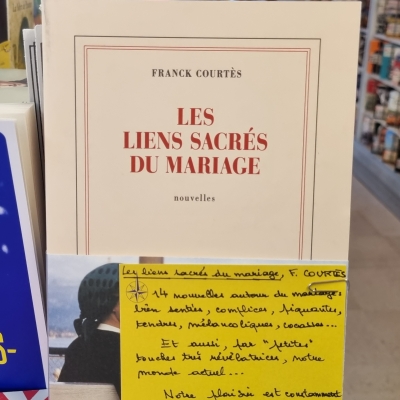 FRANCK COURTÈS
LES
LIENS SACRÉS
DU MARIAGE
nouvelles
Les liens sacrés du mariage, F. COURTÈS
14 nouvelles autour du mariage,
bien senties, complices, piquantes,
tendres, mélancoliques, cocasses...
Et aussi, par "petites"
touches très révélatrices, notre
monde actuel...
Notre plaisir est constamment
S-